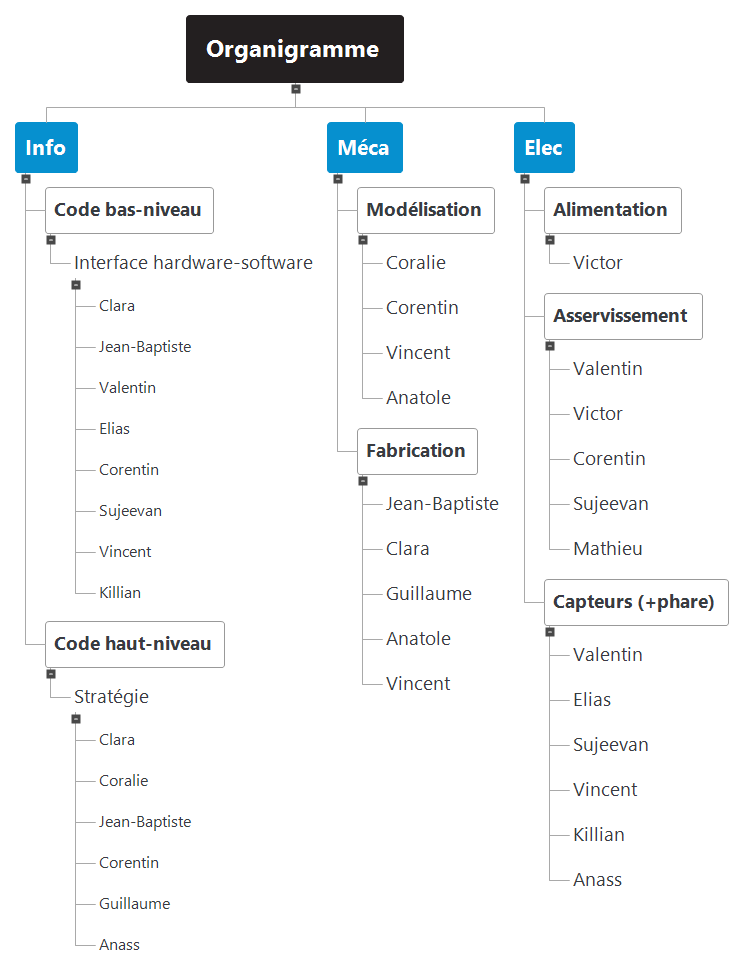 Organigramme
Info
Code bas-niveau
Interface hardware-software
Clara
Jean-Baptiste
Valentin
Elias
Corentin
Sujeevan
Vincent
Killian
Code haut-niveau
Stratégie
Clara
Coralie
Jean-Baptiste
Corentin
Guillaume
Anass
Méca
Modélisation
Coralie
Corentin
Vincent
Anatole
Fabrication
Jean-Baptiste
Clara
Guillaume
Anatole
Vincent
Elec
Alimentation
Victor
Asservissement
Valentin
Victor
Corentin
Sujeevan
Mathieu
Capteurs (+phare)
Valentin
Elias
Sujeevan
Vincent
Killian
Anass